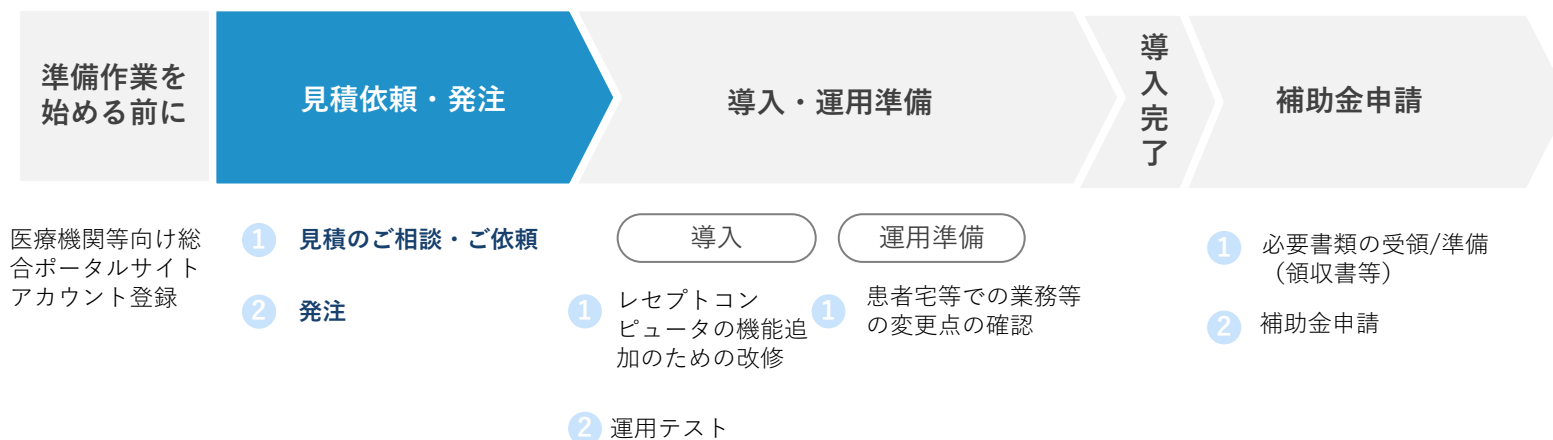 準備作業を
始める前に
見積依頼・発注
導入・運用準備
導入完了
補助金申請
医療機関等向け総
合ポータルサイト
アカウント登録
1 見積のご相談・ご依頼
2 発注
導入
1 レセプトコン
ピュータの機能追
加のための改修
2 運用テスト
運用準備
1 患者宅等での業務等
の変更点の確認
1 必要書類の受領/準備
（領収書等）
2 補助金申請